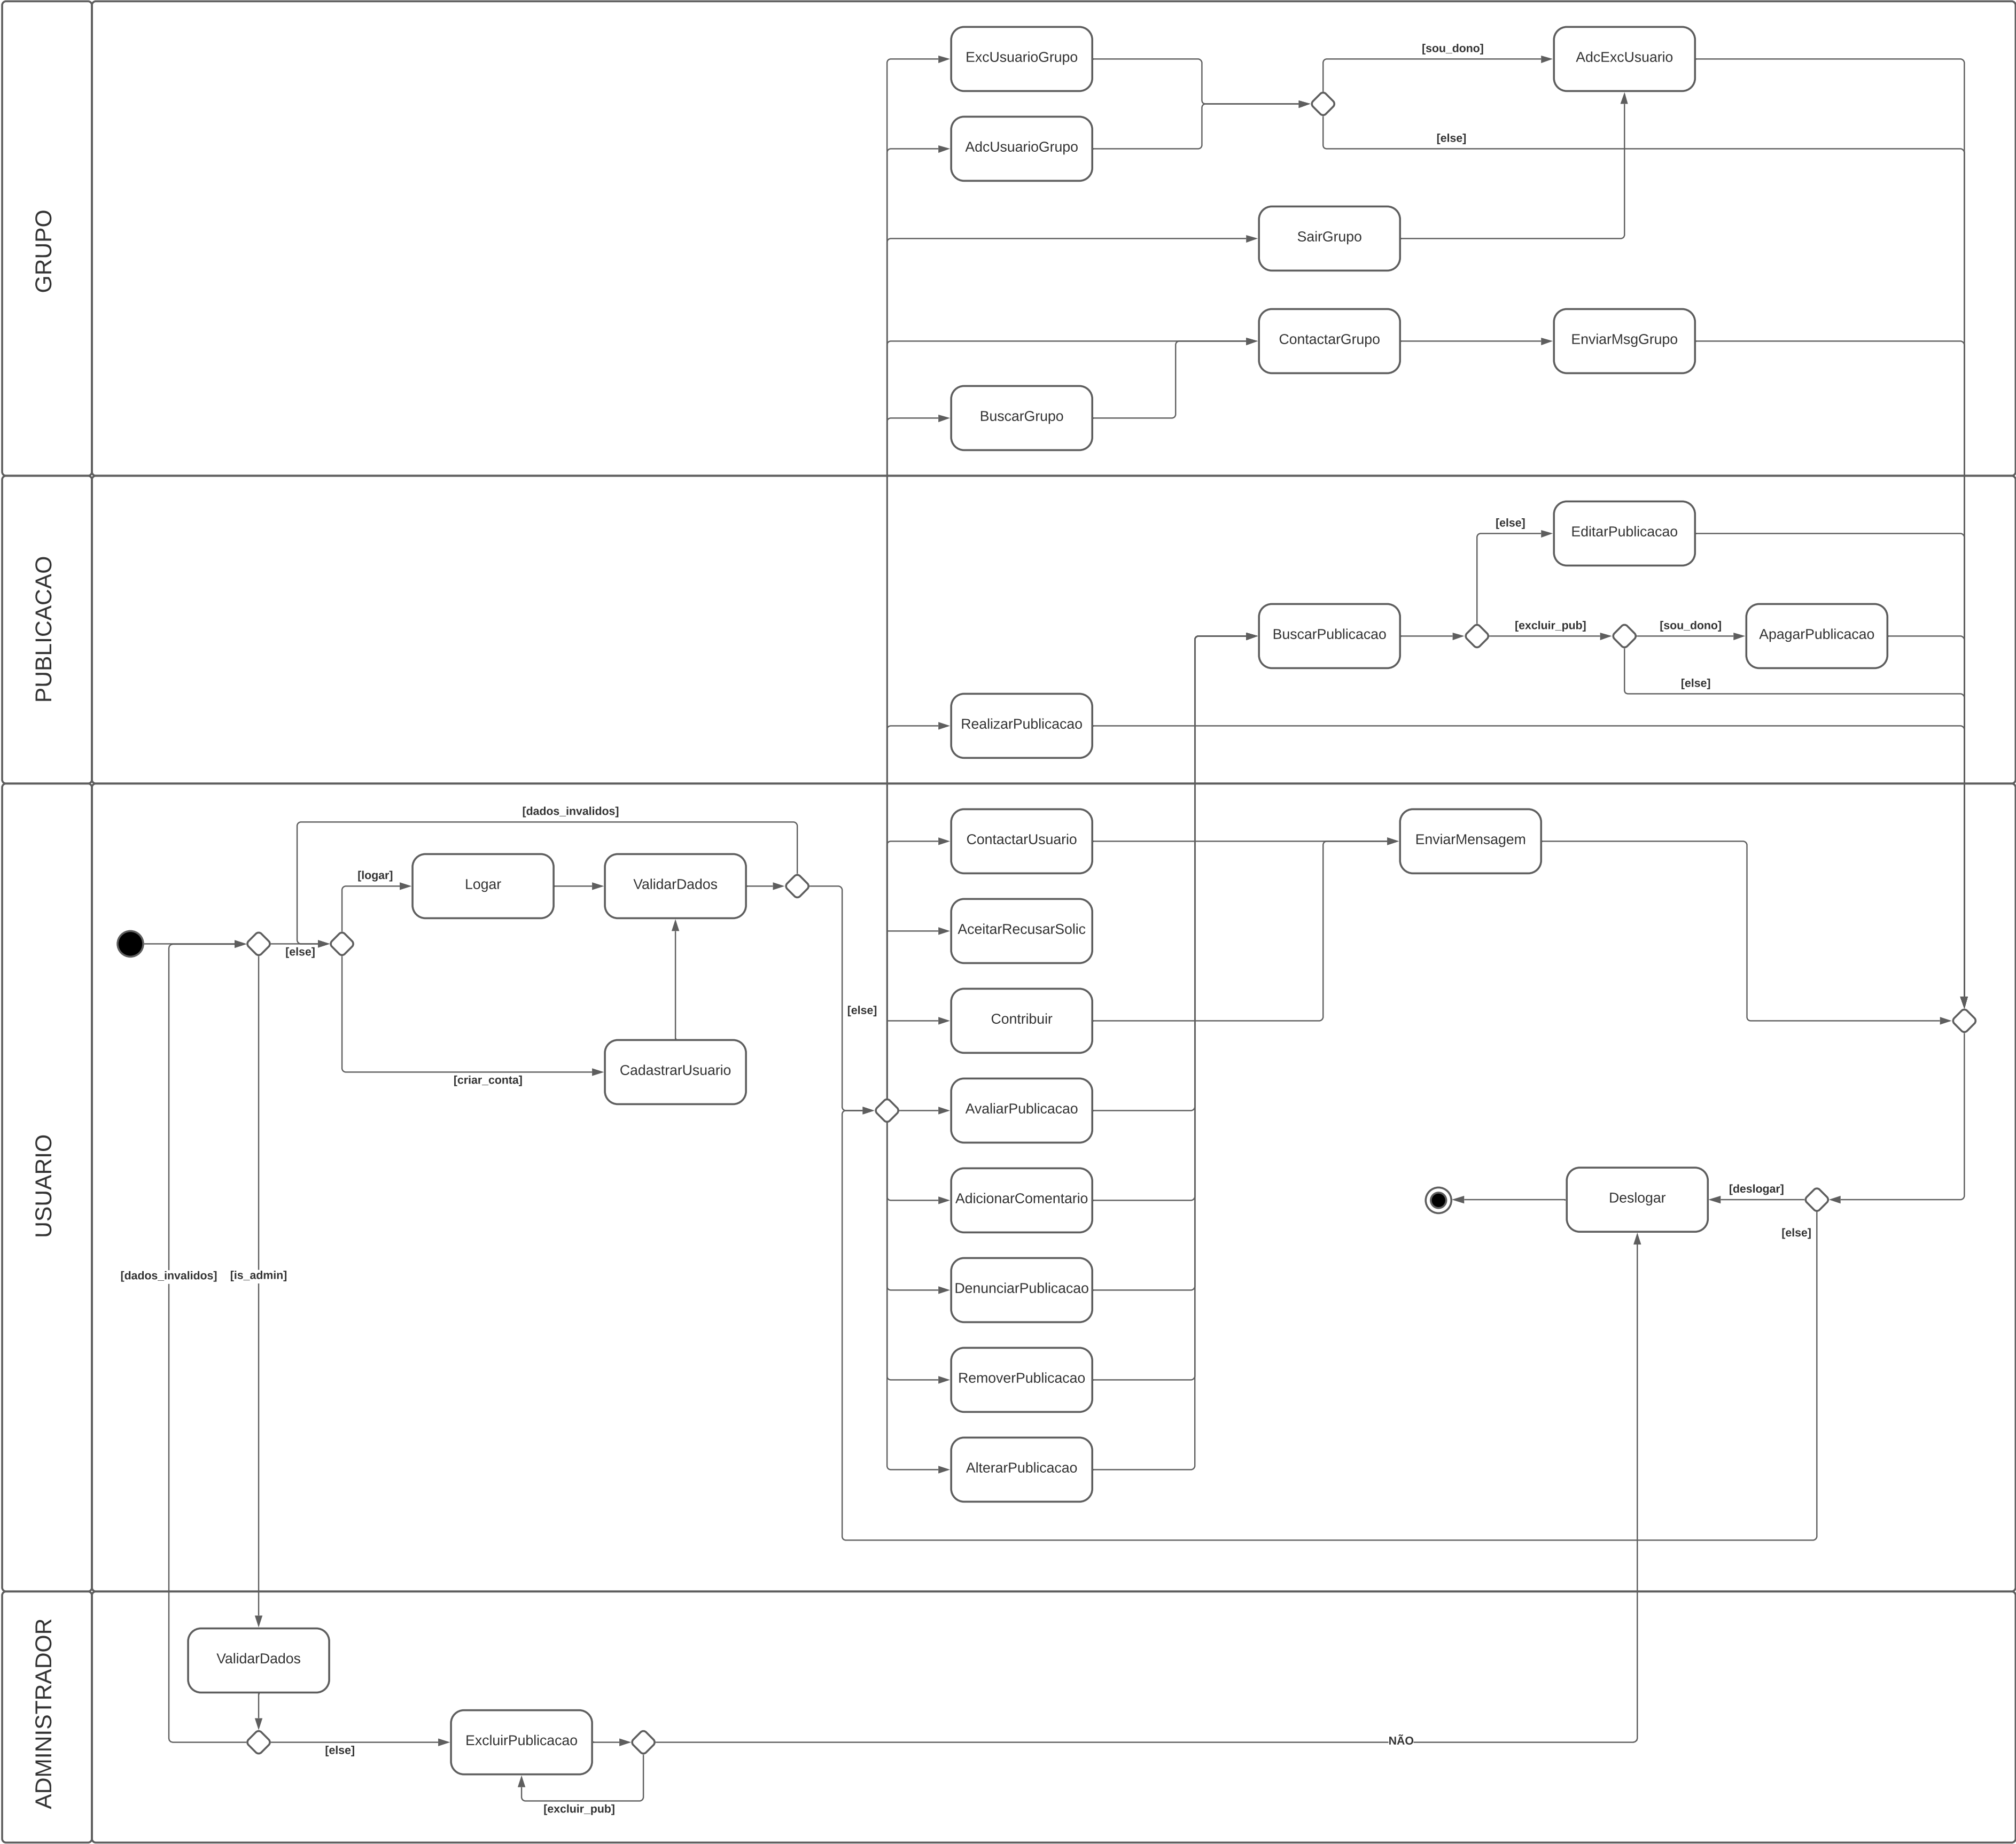 GRUPO
ExcUsuarioGrupo
[sou_dono]
AdcExcUsuario
AdcUsuarioGrupo
[else]
SairGrupo
ContactarGrupo
EnviarMsgGrupo
BuscarGrupo
PUBLICACAO
[else]
EditarPublicacao
BuscarPublicacao
[excluir_pub]
[sou_dono]
ApagarPublicacao
[else]
RealizarPublicacao
USUARIO
[dados_invalidos]
ContactarUsuario
EnviarMensagem
[logar]
Logar
ValidarDados
AceitarRecusarSolic
[else]
[else]
Contribuir
CadastrarUsuario
[criar_conta]
AvaliarPublicacao
AdicionarComentario
Deslogar
[deslogar]
[else]
[dados_invalidos]
[is_admin]
DenunciarPublicacao
RemoverPublicacao
AlterarPublicacao
ADMINISTRADOR
ValidarDados
[else]
ExcluirPublicacao
NÃO
[excluir_pub]